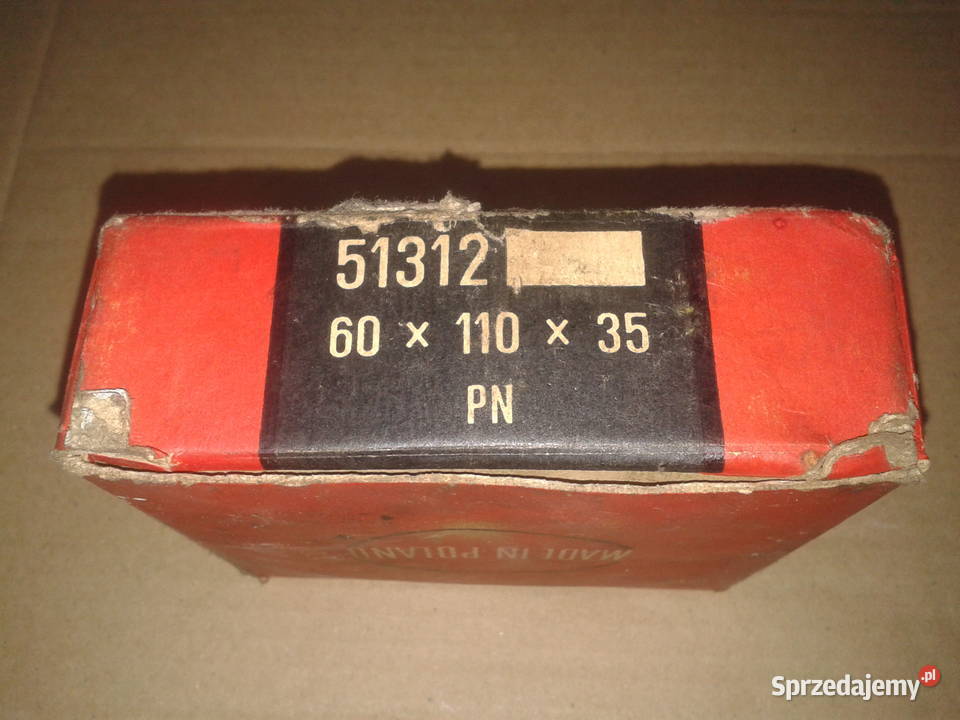 51312
60 × 110 × 35
PN
MADE IN POLAND
Sprzedajemy.pl